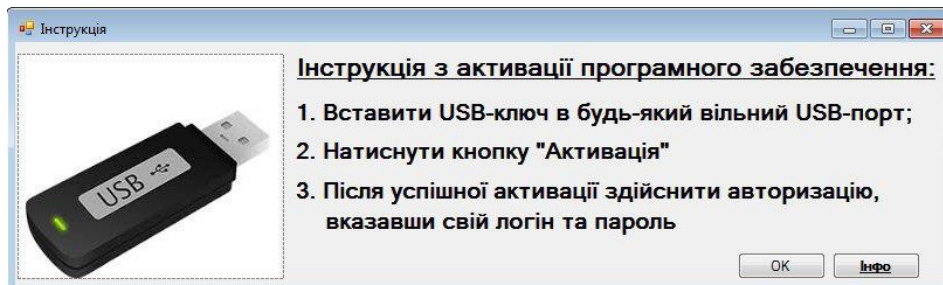 Інструкція
Інструкція з активації програмного забезпечення:
1. Вставити USB-ключ в будь-який вільний USB-порт;
2. Натиснути кнопку "Активація"
3. Після успішної активації здійснити авторизацію,
вказавши свій логін та пароль
USB
OK
Інфо